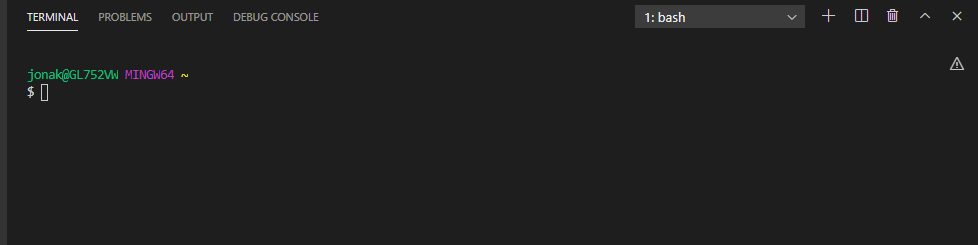 TERMINAL PROBLEMS OUTPUT DEBUG CONSOLE 1: bash
jonak@GL752VW MINGW64 ~
$